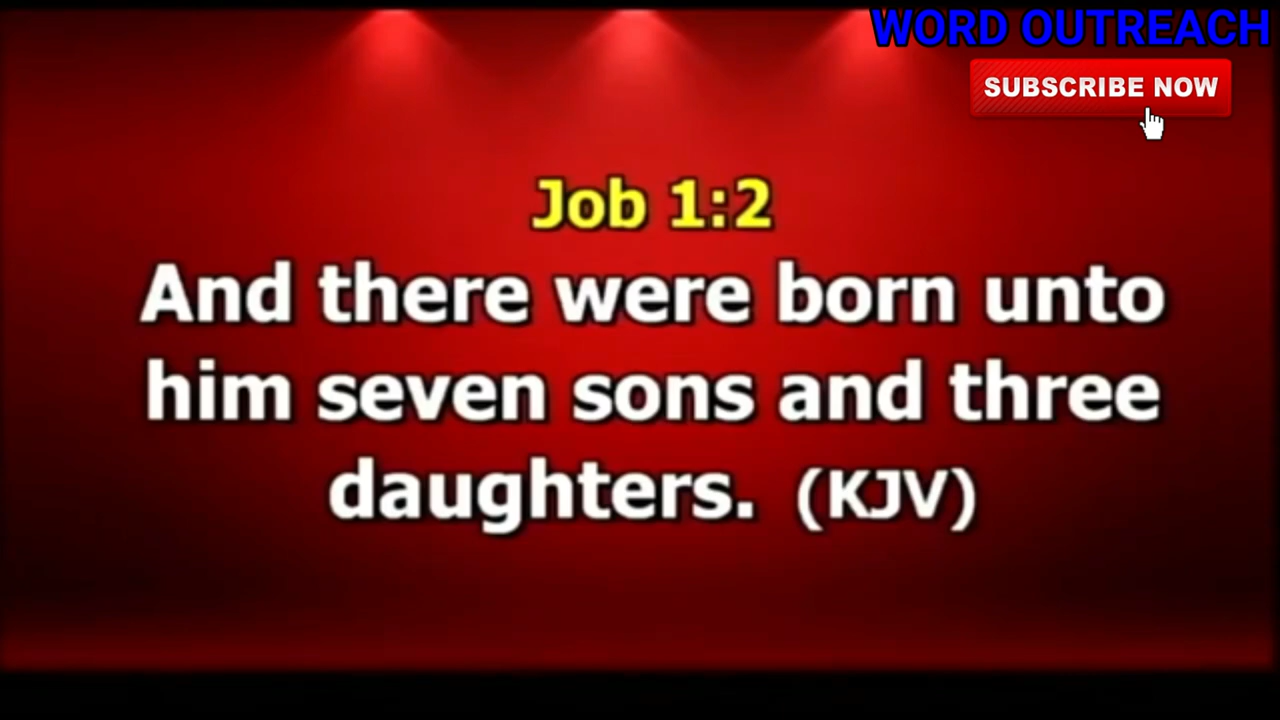 WORD OUTREACH
SUBSCRIBE NOW
Job 1:2
And there were born unto
him seven sons and three
daughters. (KJV)